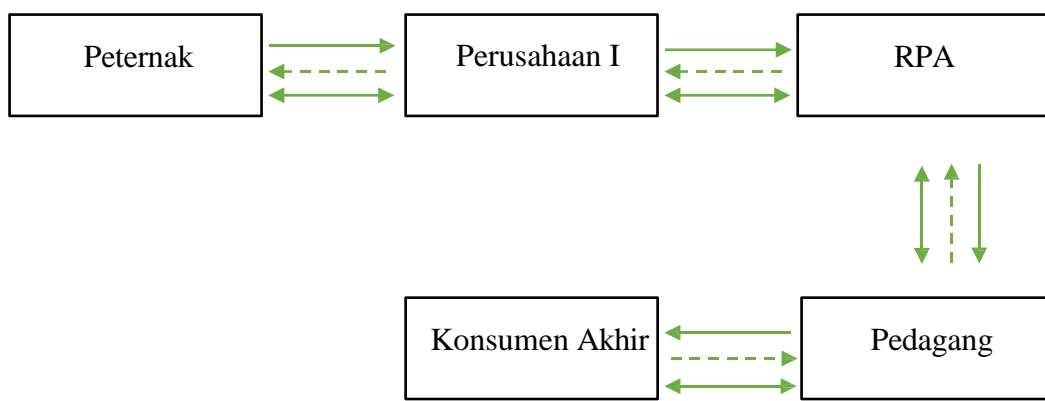 Peternak
Perusahaan I
RPA
Konsumen Akhir
Pedagang